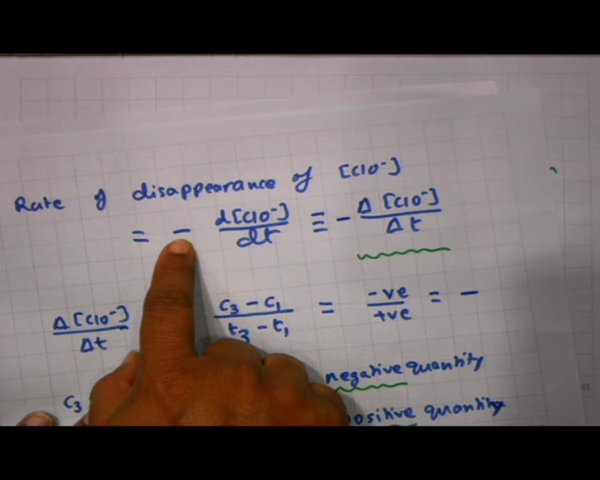 Rate of disappearance of [ClO⁻]
= - d[ClO⁻]/dt ≡ - Δ[ClO⁻]/Δt
Δ[ClO⁻]/Δt C₃-C₁/t₃-t₁ = -ve/+ve = -
negative quantity
C₃ positive quantity